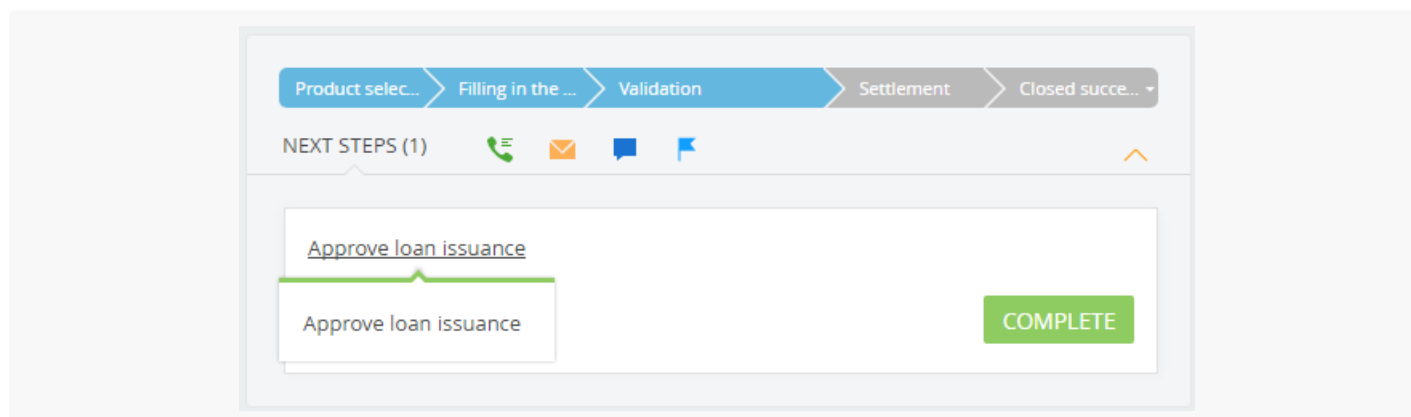 Product selec... Filling in the ... Validation Settlement Closed succe...
NEXT STEPS (1)
Approve loan issuance
Approve loan issuance
COMPLETE